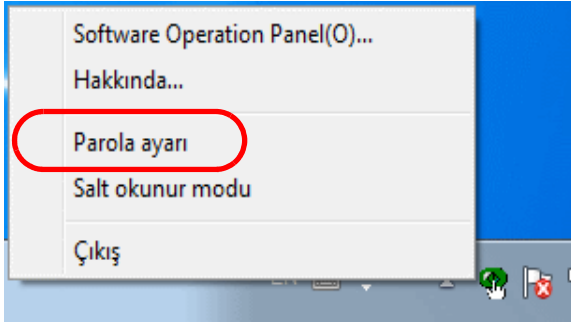 Software Operation Panel(O)...
Hakkında...
Parola ayarı
Salt okunur modu
Çıkış